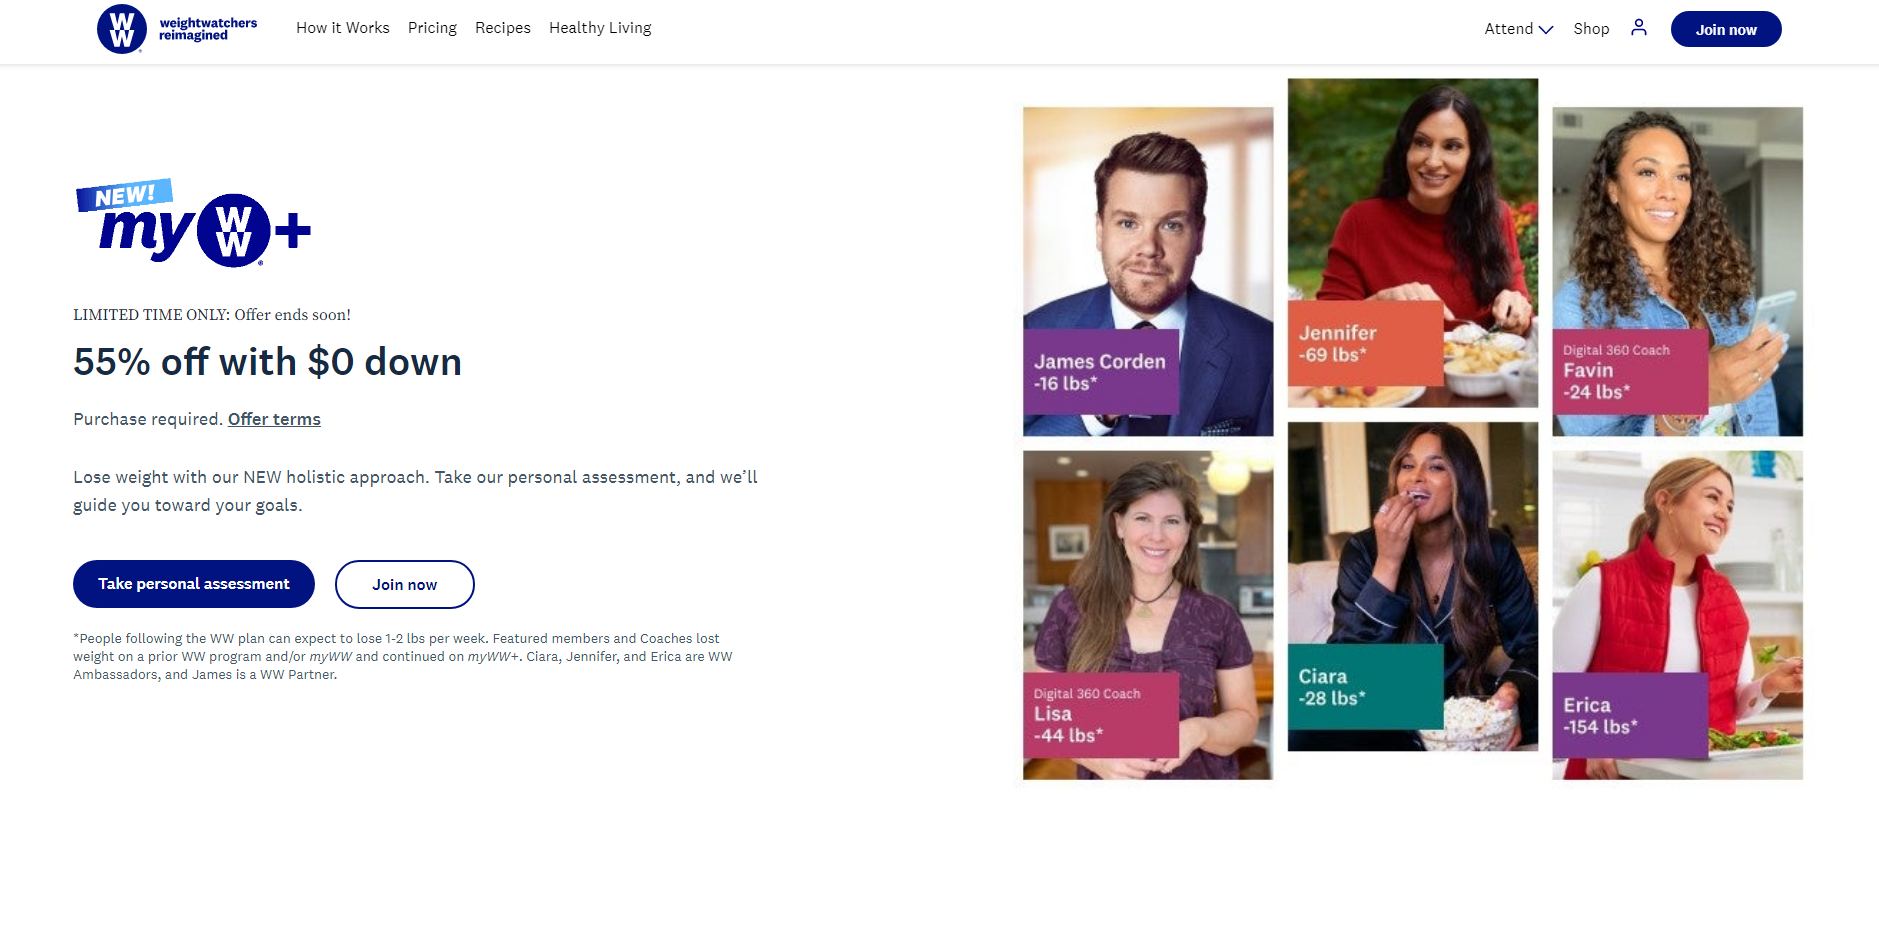 WW
weightwatchers
reimagined
How it Works Pricing Recipes Healthy Living
Attend Shop Join now
NEW!
myWW+
LIMITED TIME ONLY: Offer ends soon!
55% off with $0 down
Purchase required. Offer terms
Lose weight with our NEW holistic approach. Take our personal assessment, and we’ll
guide you toward your goals.
Take personal assessment Join now
*People following the WW plan can expect to lose 1-2 lbs per week. Featured members and Coaches lost
weight on a prior WW program and/or myWW and continued on myWW+. Ciara, Jennifer, and Erica are WW
Ambassadors, and James is a WW Partner.
James Corden
-16 lbs*
Jennifer
-69 lbs*
Digital 360 Coach
Favin
-24 lbs*
Digital 360 Coach
Lisa
-44 lbs*
Ciara
-28 lbs*
Erica
-154 lbs*